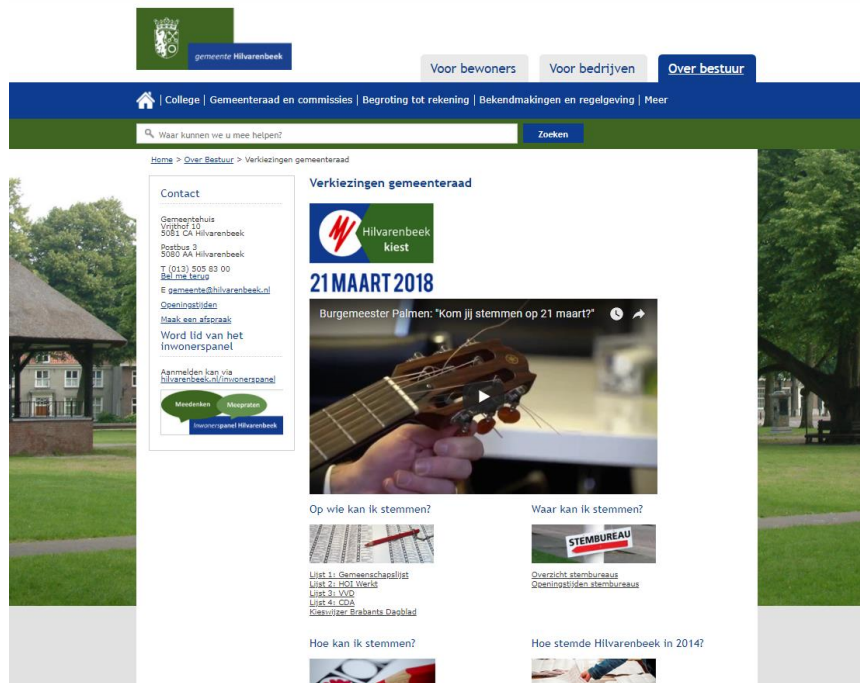 gemeente Hilvarenbeek
Voor bewoners
Voor bedrijven
Over bestuur
| College | Gemeenteraad en commissies | Begroting tot rekening | Bekendmakingen en regelgeving | Meer
Waar kunnen we u mee helpen?
Zoeken
Home > Over Bestuur > Verkiezingen gemeenteraad
Contact
Gemeentehuis
Vrijthof 10
5081 CA Hilvarenbeek
Postbus 3
5080 AA Hilvarenbeek
T (013) 505 83 00
Bel me terug
E gemeente@hilvarenbeek.nl
Openingstijden
Maak een afspraak
Word lid van het
inwonerspanel
Aanmelden kan via
hilvarenbeek.nl/inwonerspanel
Meedenken
Meepraten
Inwonerspanel Hilvarenbeek
Verkiezingen gemeenteraad
Hilvarenbeek
kiest
21 MAART 2018
Burgemeester Palmen: "Kom jij stemmen op 21 maart?"
Op wie kan ik stemmen?
Lijst 1: Gemeenschapslijst
Lijst 2: HOI Werkt
Lijst 3: VVD
Lijst 4: CDA
Kieswijzer Brabants Dagblad
Waar kan ik stemmen?
STEMBUREAU
Overzicht stembureaus
Openingstijden stembureaus
Hoe kan ik stemmen?
Hoe stemde Hilvarenbeek in 2014?